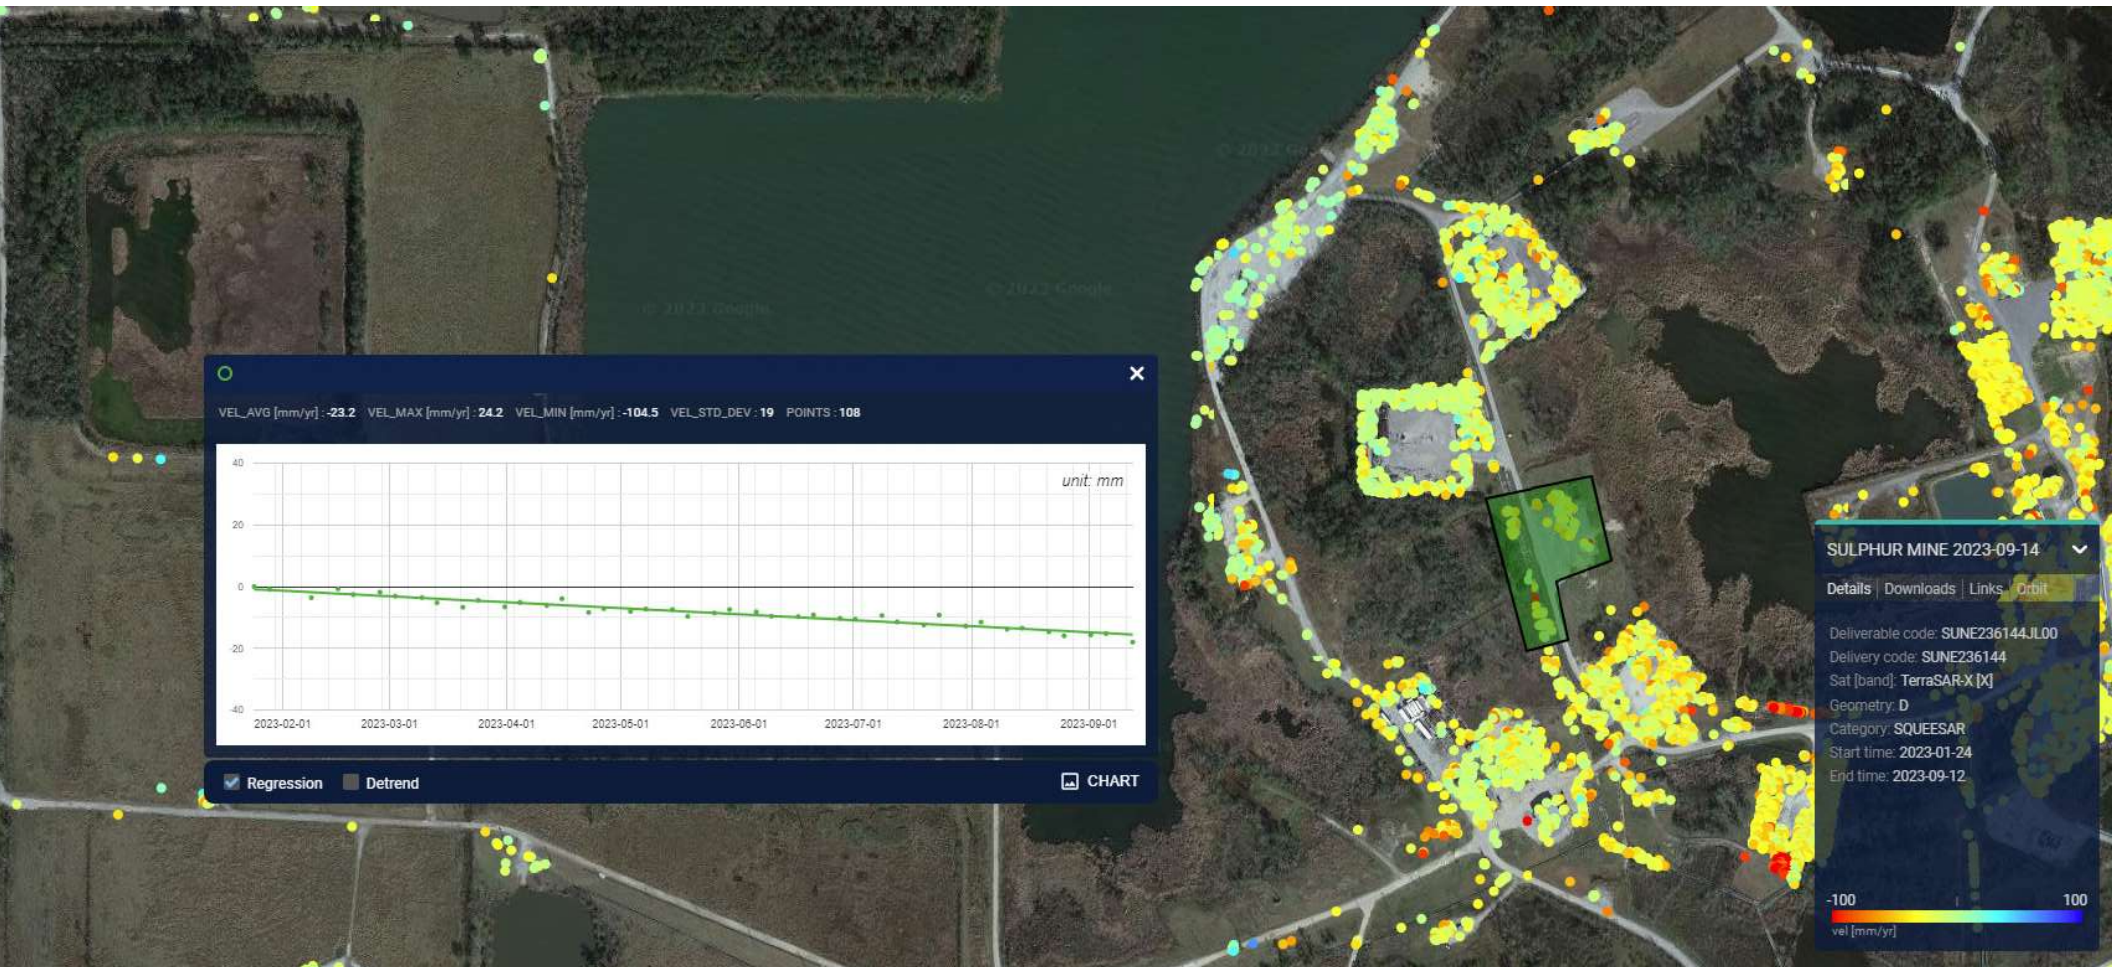 © 2022 Google
© 2022 Google
VEL_AVG [mm/yr] : -23.2 VEL_MAX [mm/yr] : 24.2 VEL_MIN [mm/yr] : -104.5 VEL_STD_DEV : 19 POINTS : 108
unit: mm
40
20
0
-20
-40
2023-02-01 2023-03-01 2023-04-01 2023-05-01 2023-06-01 2023-07-01 2023-08-01 2023-09-01
Regression Detrend CHART
SULPHUR MINE 2023-09-14
Details | Downloads | Links Orbit
Deliverable code: SUNE236144JL00
Delivery code: SUNE236144
Sat [band]: TerraSAR-X [X]
Geometry: D
Category: SQUEESAR
Start time: 2023-01-24
End time: 2023-09-12
-100 100
vel [mm/yr]